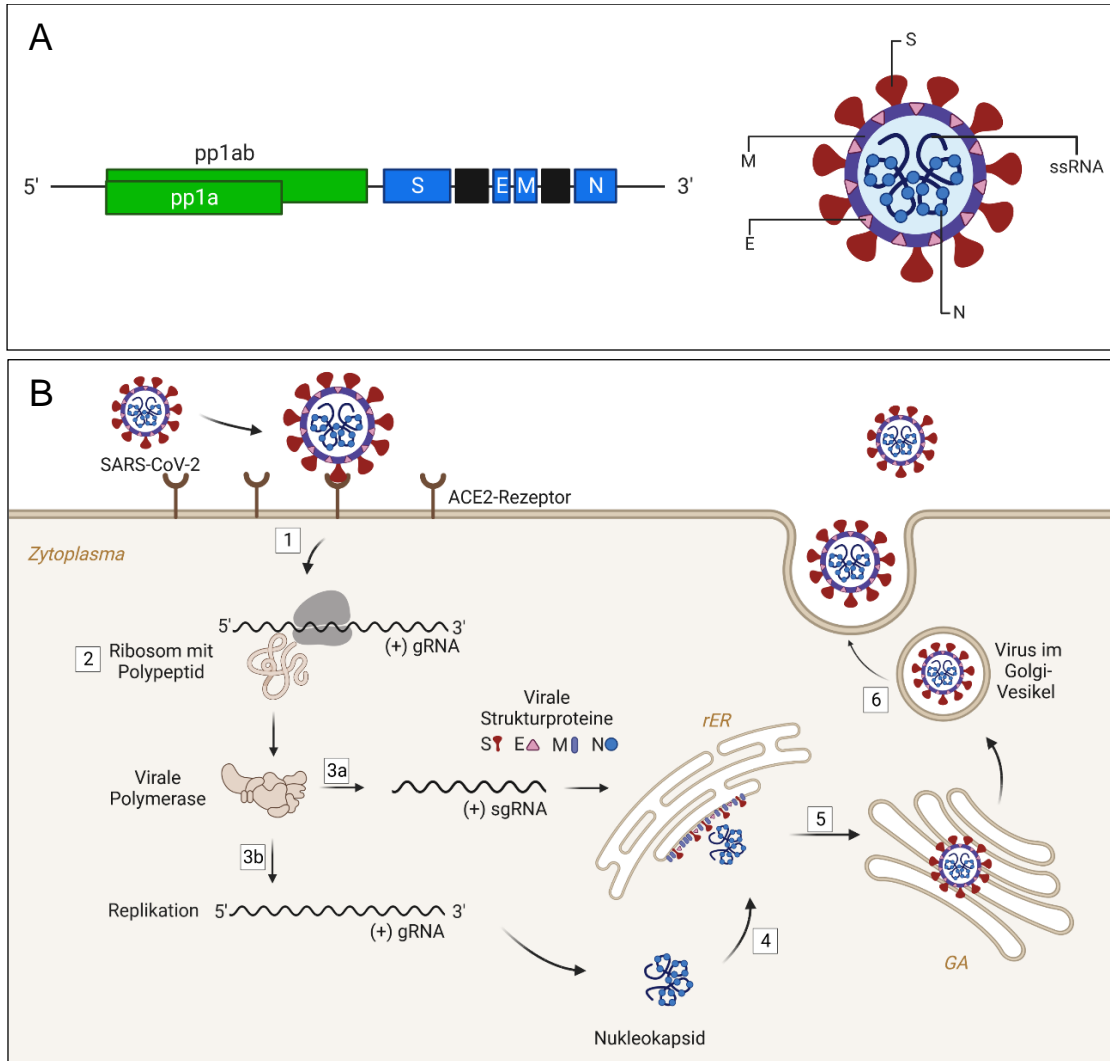 A
pp1ab
5'
pp1a
S
E
M
N
3'
S
M
ssRNA
E
N
B
SARS-CoV-2
ACE2-Rezeptor
1
Zytoplasma
5'
3'
(+) gRNA
2
Ribosom mit
Polypeptid
Virale
Strukturproteine
S E M N
rER
Virus im
Golgi-
Vesikel
6
Virale
Polymerase
3a
(+) sgRNA
5
3b
Replikation
5'
3'
(+) gRNA
4
GA
Nukleokapsid